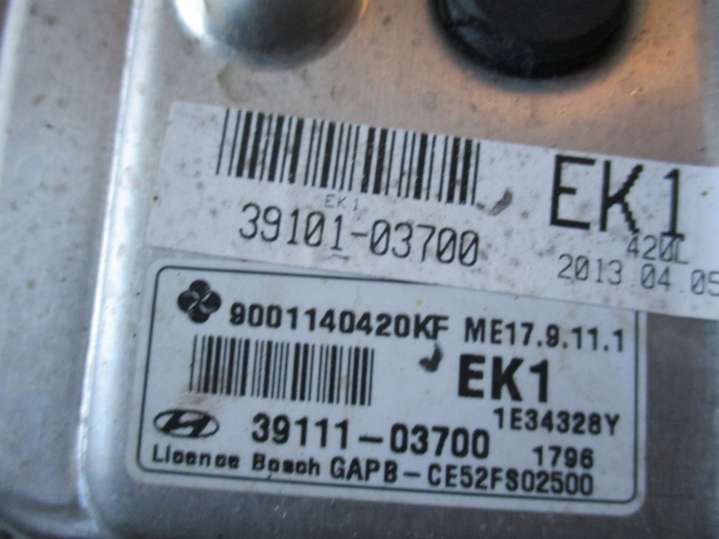 EK1
39101-03700
EK1
420L
2013 04 05
9001140420KF ME17.9.11.1
EK1
1E34328Y
39111-03700 1796
Licence Bosch GAPB-CE52FS02500